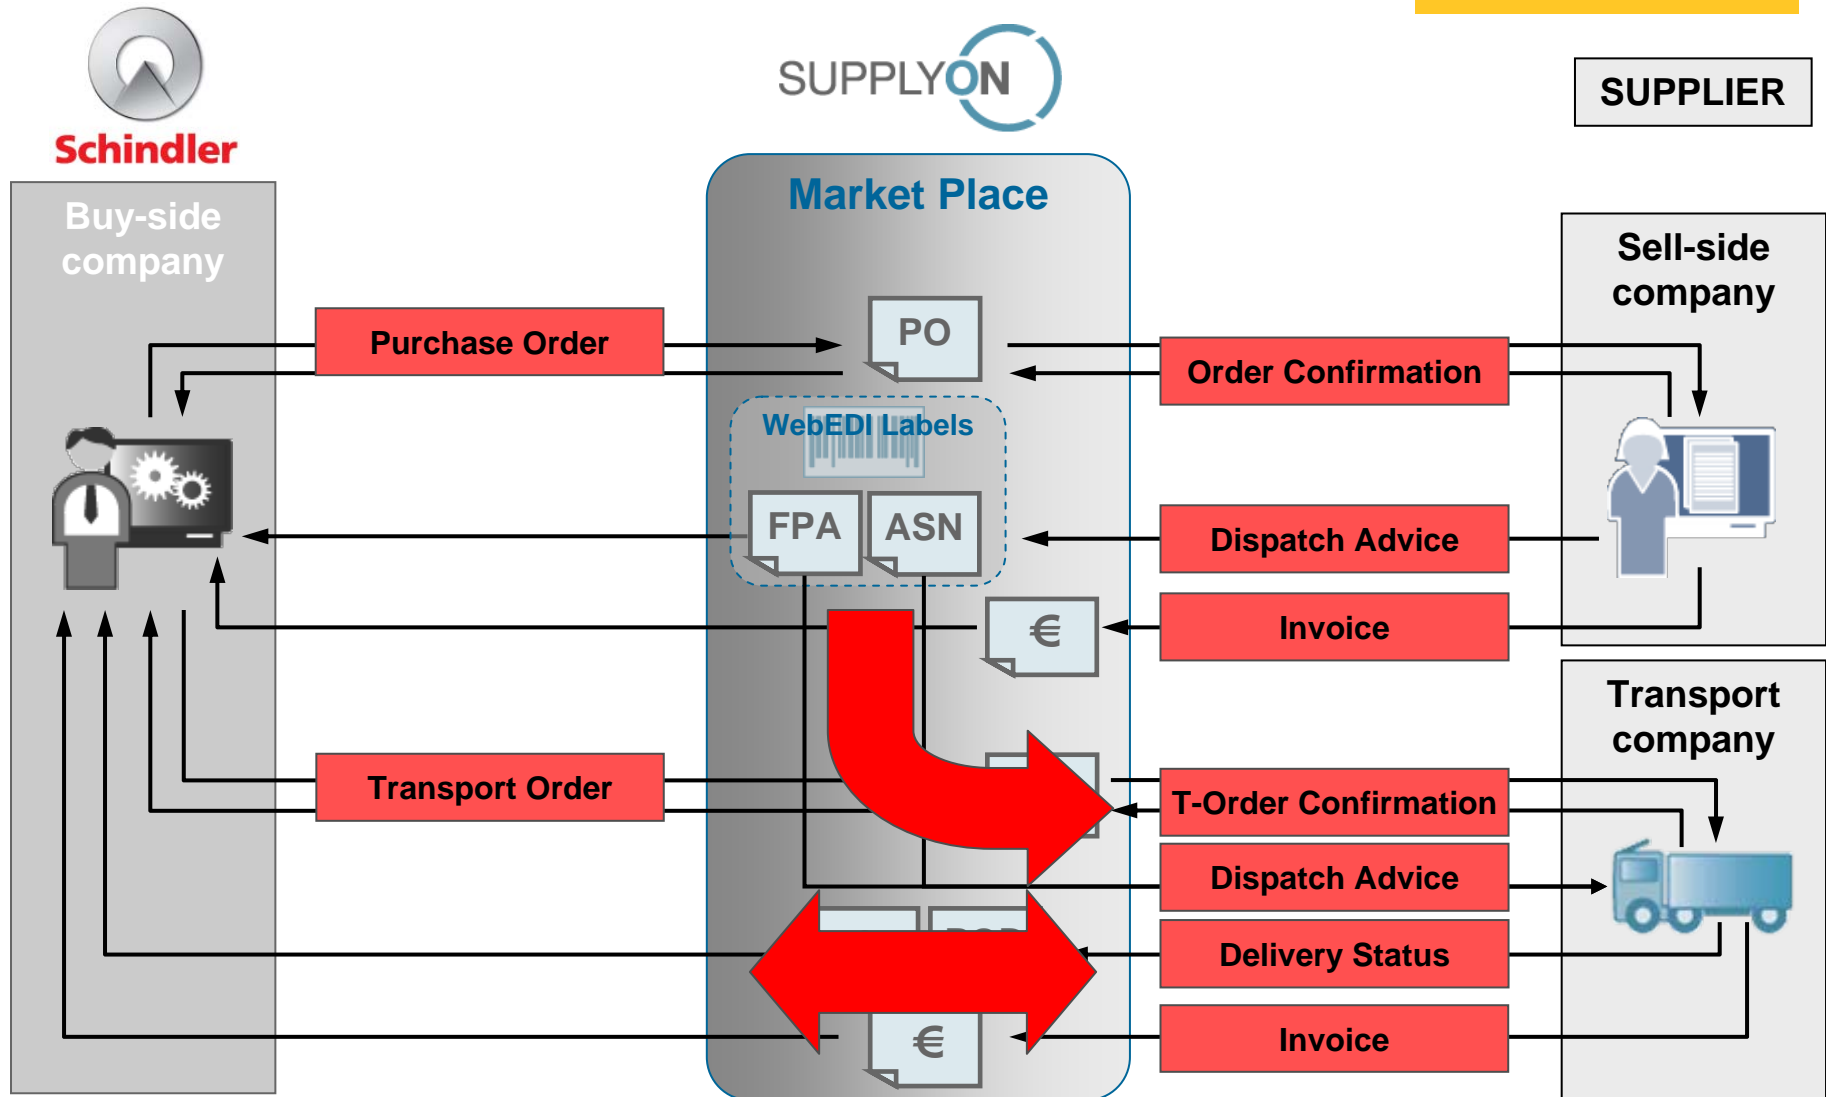 SUPPLYON
SUPPLIER
Schindler
Market Place
Buy-side
company
Sell-side
company
Purchase Order
PO
Order Confirmation
WebEDI Labels
FPA
ASN
Dispatch Advice
€
Invoice
Transport
company
Transport Order
T-Order Confirmation
Dispatch Advice
Delivery Status
€
Invoice